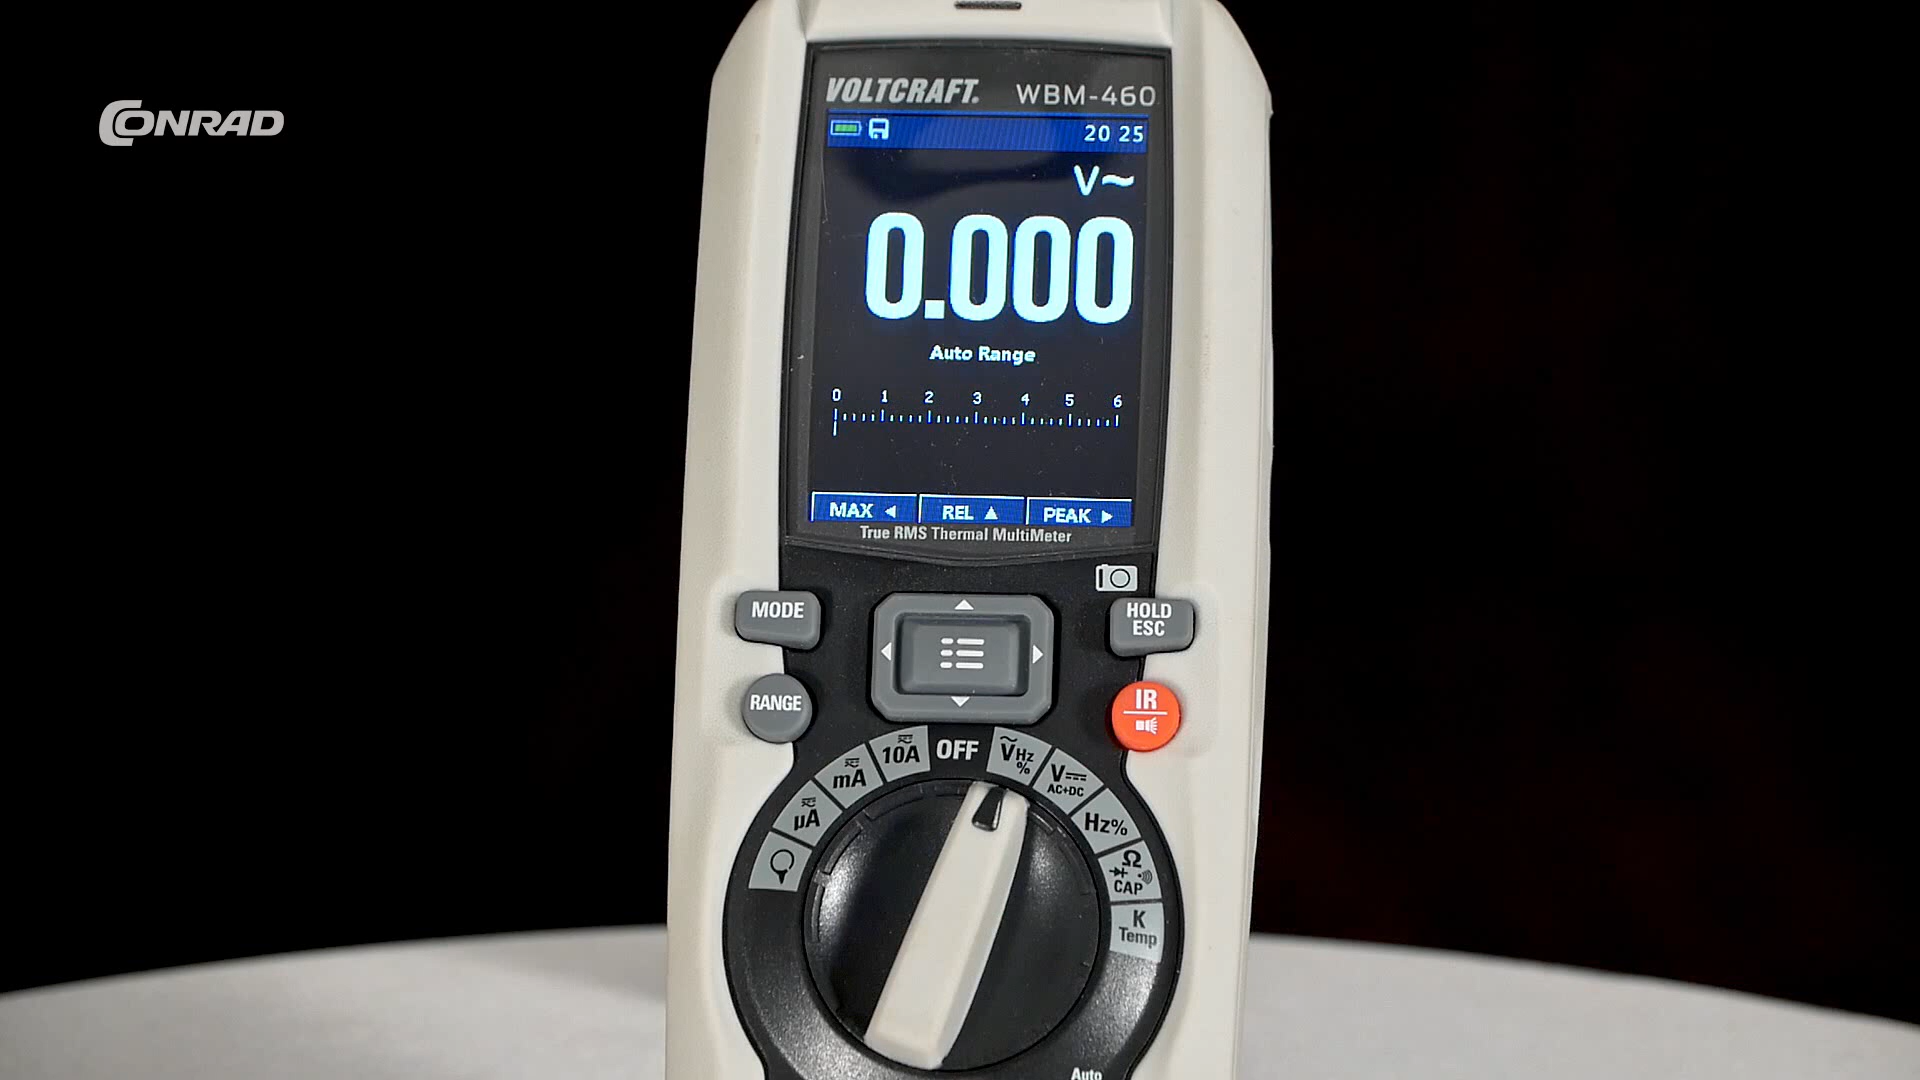 CONRAD
VOLTCRAFT. WBM-460
20 25
V~
0.000
Auto Range
0 1 2 3 4 5 6
MAX ◄ REL ▲ PEAK ►
True RMS Thermal MultiMeter
MODE
HOLD
ESC
RANGE
IR
OFF
10A
mA
µA
V Hz
%
V
AC+DC
Hz%
Ω
CAP
K
Temp
Auto